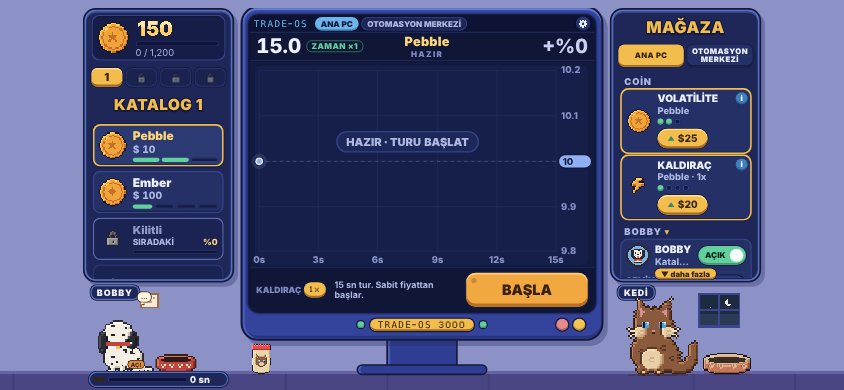 150
0 / 1,200
1
KATALOG 1
Pebble
$ 10
Ember
$ 100
Kilitli
SIRADAKİ %0
TRADE-OS ANA PC OTOMASYON MERKEZİ
15.0 ZAMAN ×1 Pebble +%0
HAZIR
10.2
10.1
HAZIR · TURU BAŞLAT
10
9.9
9.8
0s 3s 6s 9s 12s 15s
KALDIRAÇ 1× 15 sn tur. Sabit fiyattan
başlar.
BAŞLA
TRADE-OS 3000
MAĞAZA
ANA PC OTOMASYON
MERKEZİ
COİN
VOLATİLİTE
Pebble
$25
KALDIRAÇ
Pebble · 1x
$20
BOBBY
BOBBY
Katal...
AÇIK
daha fazla
BOBBY
0 sn
KEDİ